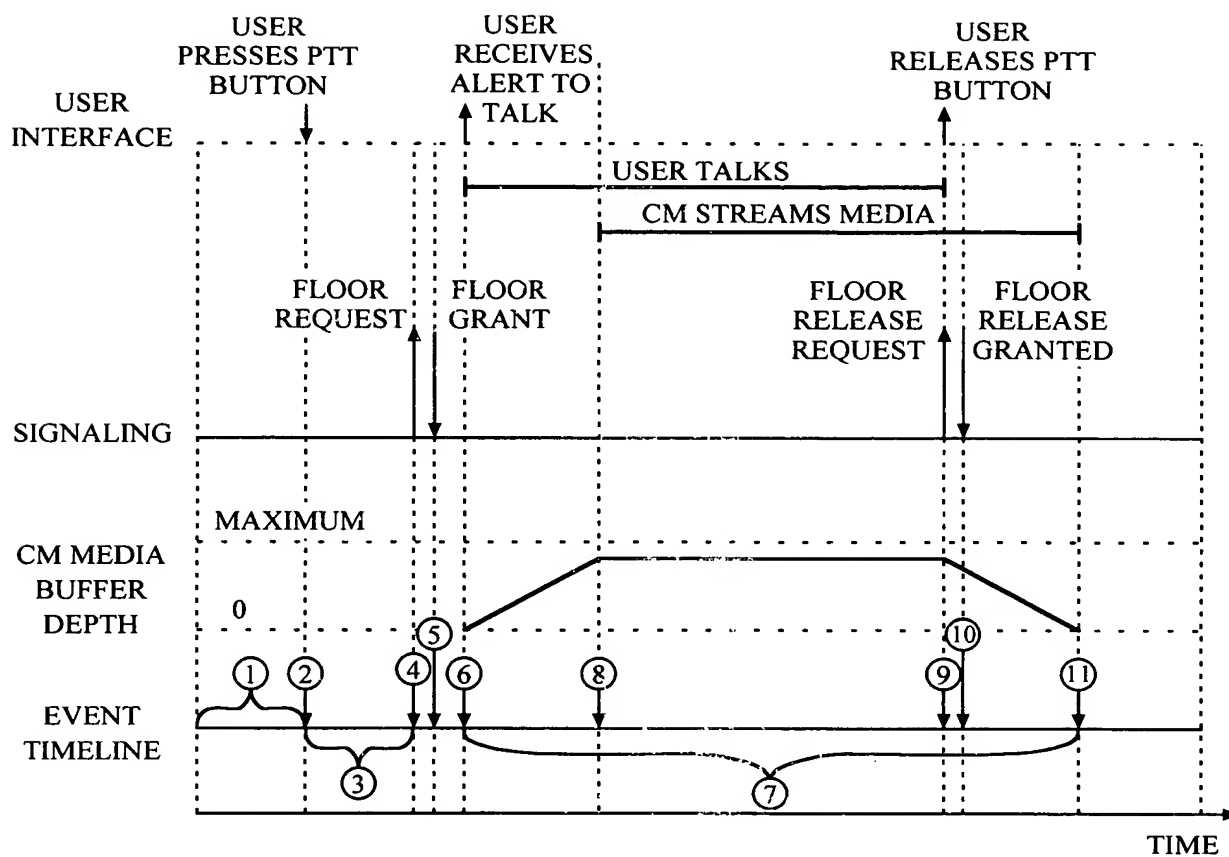 USER
PRESSES PTT
BUTTON
USER
RECEIVES
ALERT TO
TALK
USER
RELEASES PTT
BUTTON
USER
INTERFACE
USER TALKS
CM STREAMS MEDIA
FLOOR
REQUEST
FLOOR
GRANT
FLOOR
RELEASE
REQUEST
FLOOR
RELEASE
GRANTED
SIGNALING
MAXIMUM
CM MEDIA
BUFFER
DEPTH
0
1
2
4
5
6
8
9
10
11
EVENT
TIMELINE
3
7
TIME